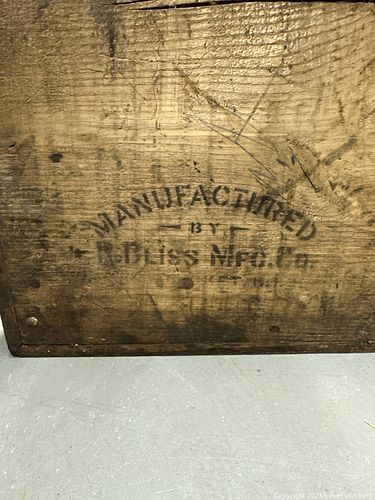 MANUFACTURED
BY
R. BLISS MFG. CO.